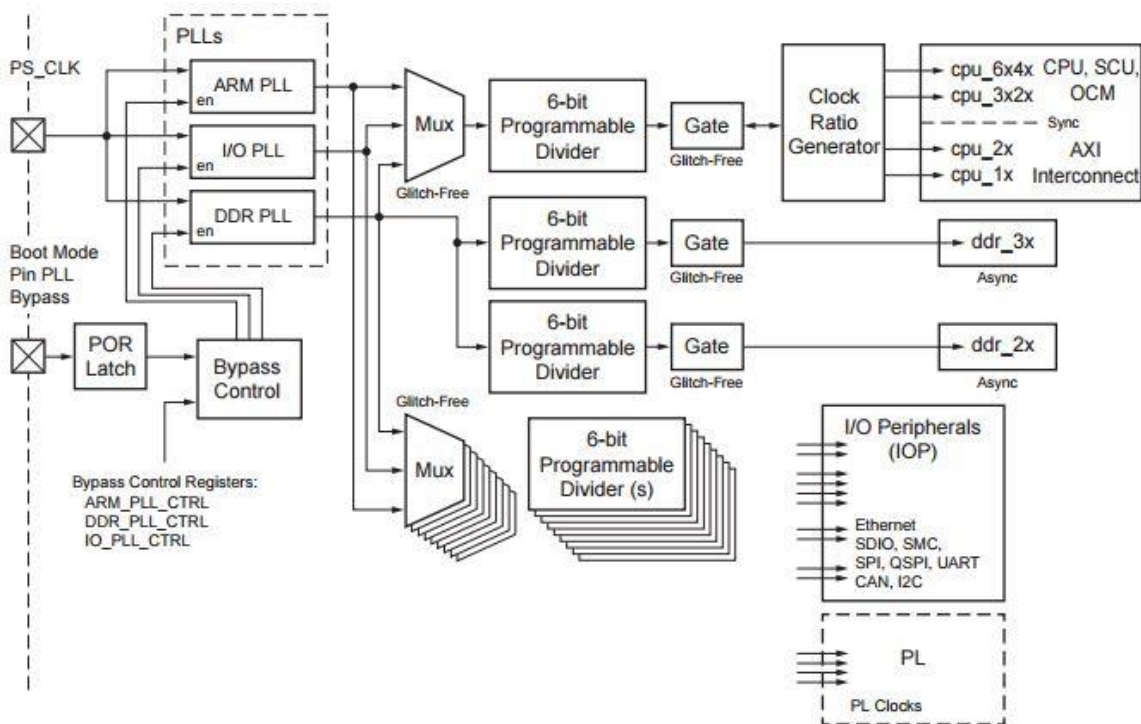 PS_CLK
PLLs
ARM PLL
en
I/O PLL
en
DDR PLL
en
Boot Mode
Pin PLL
Bypass
POR
Latch
Bypass
Control
Bypass Control Registers:
ARM_PLL_CTRL
DDR_PLL_CTRL
IO_PLL_CTRL
Mux
Glitch-Free
6-bit
Programmable
Divider
Gate
Glitch-Free
Clock
Ratio
Generator
cpu_6x4x
cpu_3x2x
CPU, SCU,
OCM
Sync
cpu_2x
cpu_1x
AXI
Interconnect
6-bit
Programmable
Divider
Gate
Glitch-Free
ddr_3x
Async
6-bit
Programmable
Divider
Gate
Glitch-Free
ddr_2x
Async
Glitch-Free
Mux
6-bit
Programmable
Divider (s)
I/O Peripherals
(IOP)
Ethernet
SDIO, SMC,
SPI, QSPI, UART
CAN, I2C
PL
PL Clocks